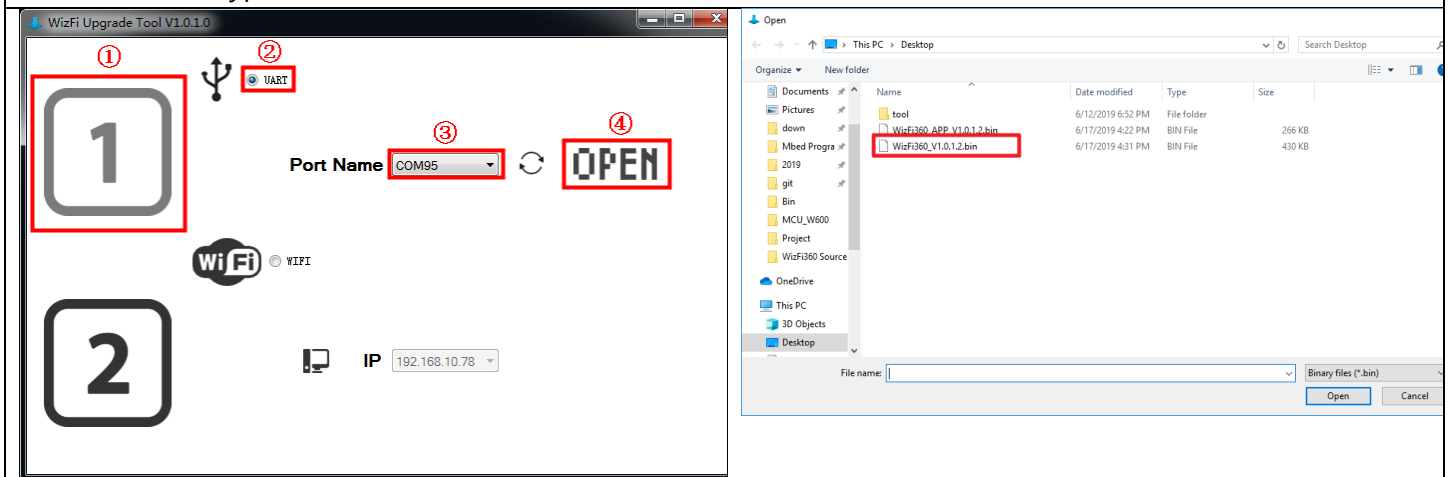 WizFi Upgrade Tool V1.0.1.0
①
②
UART
1
③
④
Port Name COM95 OPEN
WiFi WIFI
2
IP 192.168.10.78
Open
This PC > Desktop
Search Desktop
Organize New folder
Name Date modified Type Size
Documents
Pictures
down
Mbed Progra
2019
git
Bin
MCU_W600
Project
WizFi360 Source
OneDrive
This PC
3D Objects
Desktop
tool 6/12/2019 6:52 PM File folder
WizFi360_APP_V1.0.1.2.bin 6/17/2019 4:22 PM BIN File 266 KB
WizFi360_V1.0.1.2.bin 6/17/2019 4:31 PM BIN File 430 KB
File name: Binary files (*.bin)
Open Cancel